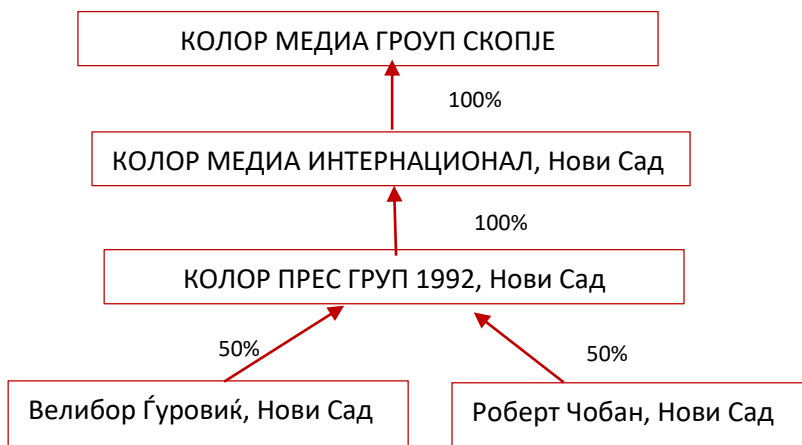 КОЛОР МЕДИА ГРОУП СКОПЈЕ
100%
КОЛОР МЕДИА ИНТЕРНАЦИОНАЛ, Нови Сад
100%
КОЛОР ПРЕС ГРУП 1992, Нови Сад
50%
50%
Велибор Ѓуровиќ, Нови Сад
Роберт Чобан, Нови Сад